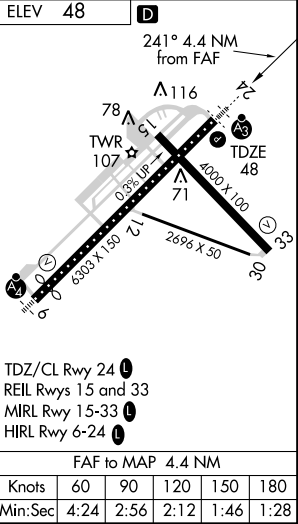 ELEV 48 D
241° 4.4 NM
from FAF
24
116
78
15
A3
P
TWR
107
TDZE
48
0.3% UP
71
4000 X 100
V
6303 X 150
12
2696 X 50
V
33
30
A4
6
TDZ/CL Rwy 24 L
REIL Rwys 15 and 33
MIRL Rwy 15-33 L
HIRL Rwy 6-24 L
FAF to MAP 4.4 NM
Knots 60 90 120 150 180
Min:Sec 4:24 2:56 2:12 1:46 1:28